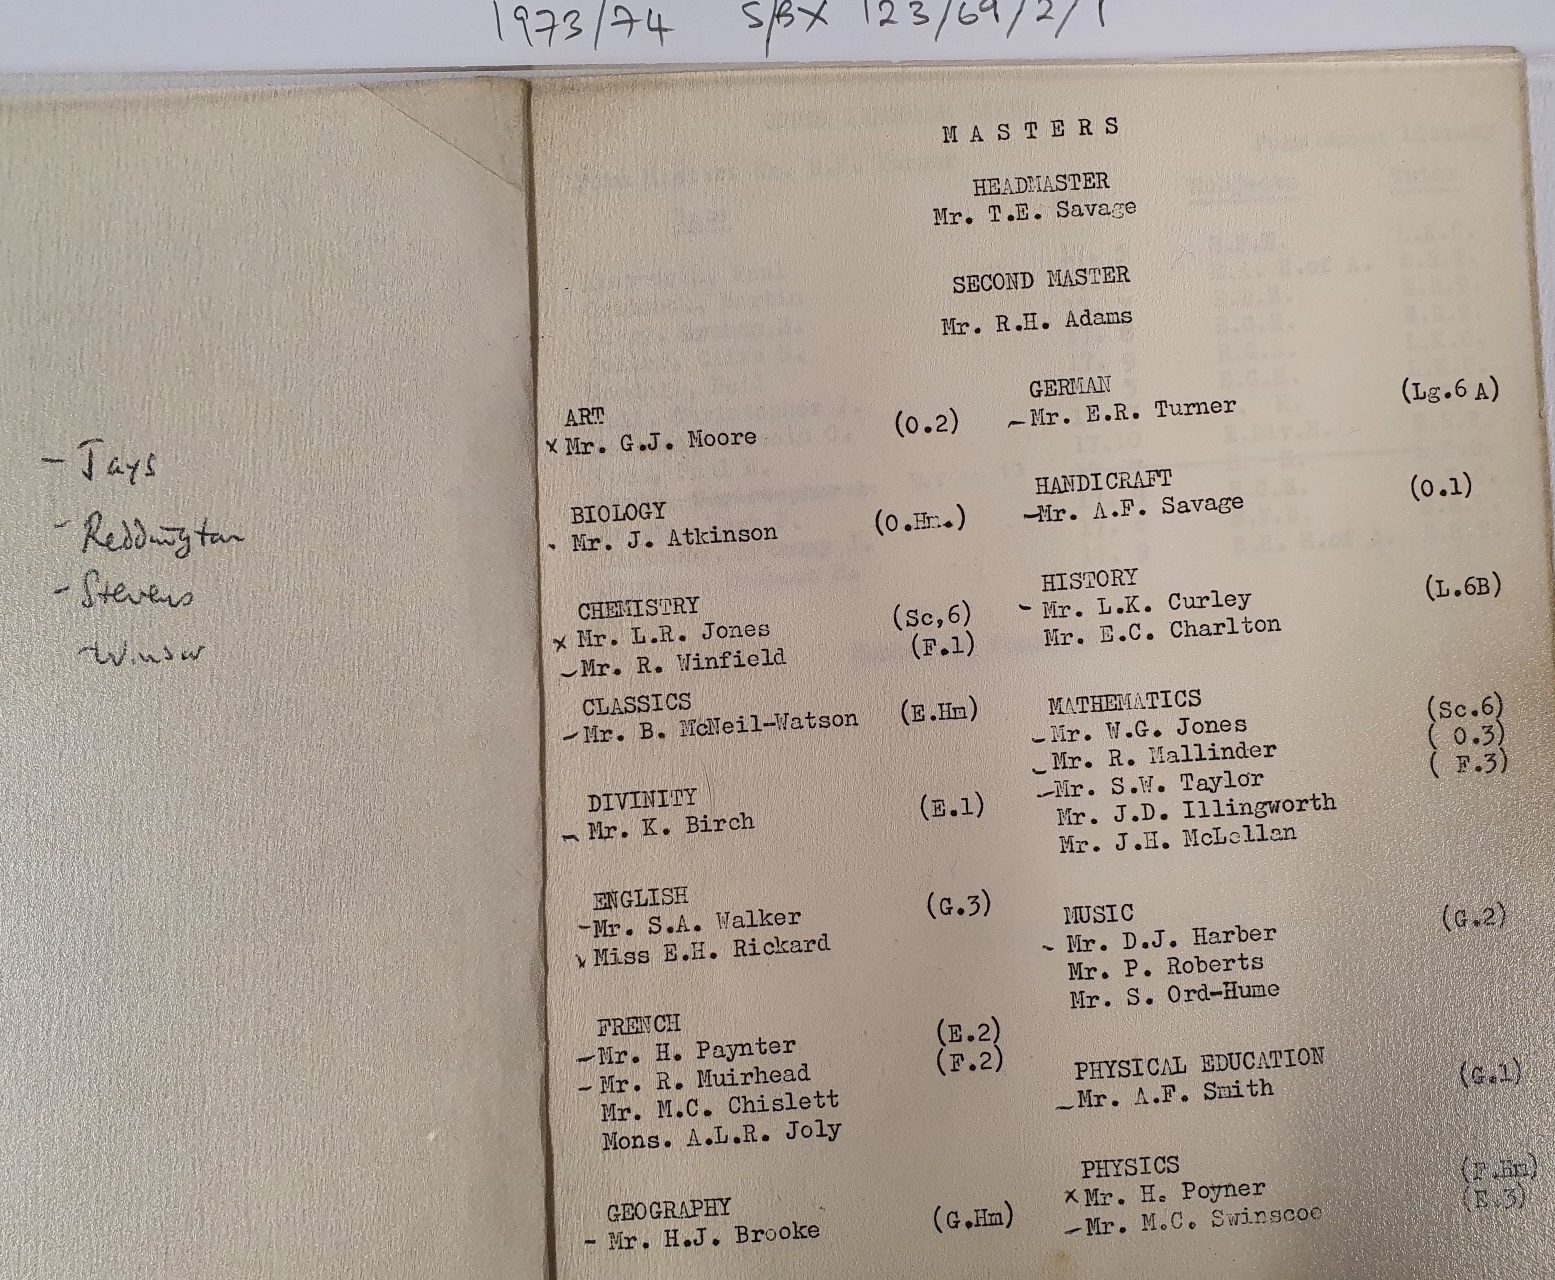 1973/74 S/BX 123/69/2/1
- Jays
- Reddington
- Stevens
Winsor
MASTERS
HEADMASTER
Mr. T.E. Savage
SECOND MASTER
Mr. R.H. Adams
ART (O.2)
x Mr. G.J. Moore
BIOLOGY (O.Hm.)
- Mr. J. Atkinson
CHEMISTRY (Sc,6)
x Mr. L.R. Jones (F.1)
- Mr. R. Winfield
CLASSICS (E.Hm)
- Mr. B. McNeil-Watson
DIVINITY (E.1)
- Mr. K. Birch
ENGLISH (G.3)
- Mr. S.A. Walker
x Miss E.H. Rickard
FRENCH (E.2)
- Mr. H. Paynter (F.2)
- Mr. R. Muirhead
Mr. M.C. Chislett
Mons. A.L.R. Joly
GEOGRAPHY (G.Hm)
- Mr. H.J. Brooke
GERMAN (Lg.6 A)
- Mr. E.R. Turner
HANDICRAFT (O.1)
- Mr. A.F. Savage
HISTORY (L.6B)
- Mr. L.K. Curley
Mr. E.C. Charlton
MATHEMATICS (Sc.6)
- Mr. W.G. Jones ( O.3)
- Mr. R. Mallinder ( F.3)
- Mr. S.W. Taylor
Mr. J.D. Illingworth
Mr. J.H. McLellan
MUSIC (G.2)
- Mr. D.J. Harber
Mr. P. Roberts
Mr. S. Ord-Hume
PHYSICAL EDUCATION (G.1)
- Mr. A.F. Smith
PHYSICS (F.Hm)
x Mr. H. Poyner (E.3)
- Mr. M.C. Swinscoe